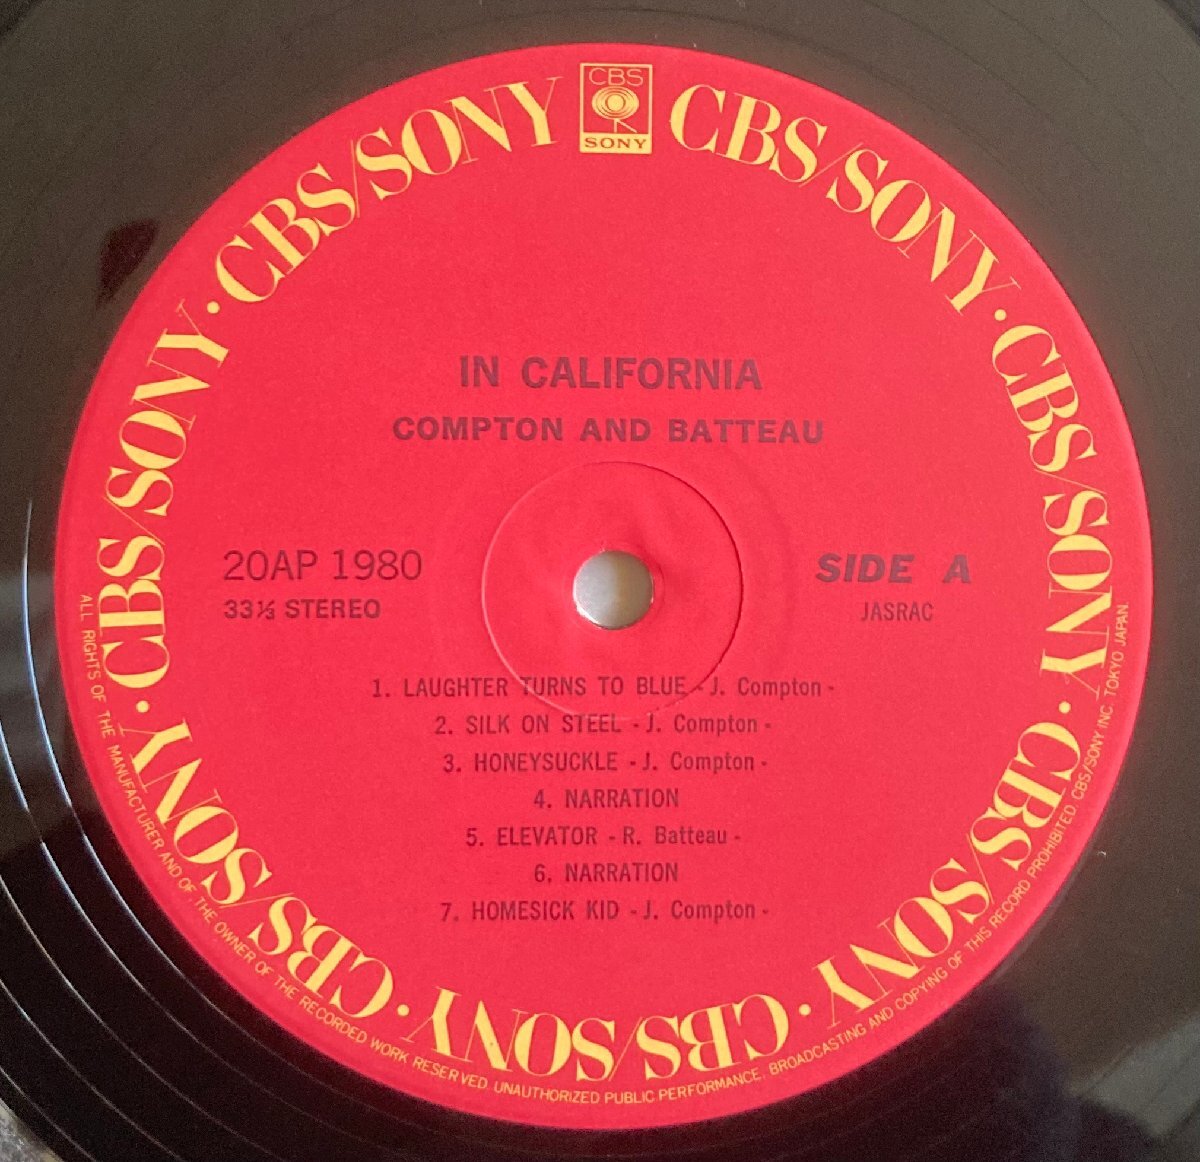 CBS
SONY
CBS/SONY · CBS/SONY · CBS/SONY · CBS/SONY · CBS/SONY · CBS/SONY · CBS/SONY · CBS/SONY
IN CALIFORNIA
COMPTON AND BATTEAU
20AP 1980
33⅓ STEREO
SIDE A
JASRAC
1. LAUGHTER TURNS TO BLUE - J. Compton -
2. SILK ON STEEL - J. Compton -
3. HONEYSUCKLE - J. Compton -
4. NARRATION
5. ELEVATOR - R. Batteau -
6. NARRATION
7. HOMESICK KID - J. Compton -
ALL RIGHTS OF THE MANUFACTURER AND OF THE OWNER OF THE RECORDED WORK RESERVED. UNAUTHORIZED PUBLIC PERFORMANCE, BROADCASTING AND COPYING OF THIS RECORD PROHIBITED. CBS/SONY INC. TOKYO JAPAN.